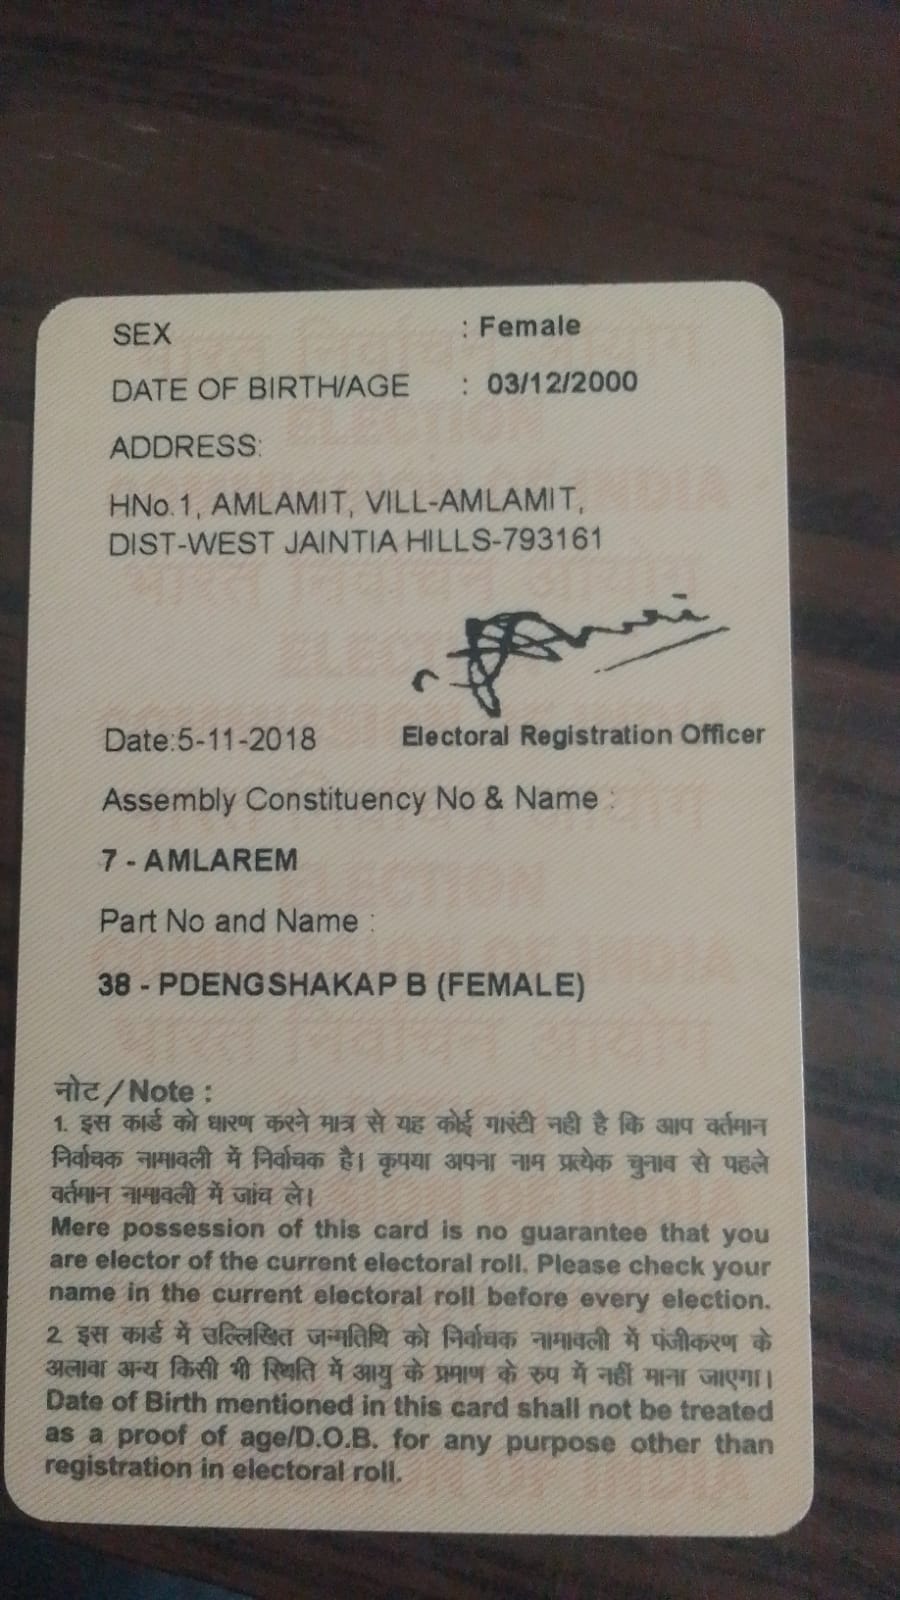 SEX : Female
DATE OF BIRTH/AGE : 03/12/2000
ADDRESS:
HNo.1, AMLAMIT, VILL-AMLAMIT,
DIST-WEST JAINTIA HILLS-793161
Date:5-11-2018 Electoral Registration Officer
Assembly Constituency No & Name :
7 - AMLAREM
Part No and Name :
38 - PDENGSHAKAP B (FEMALE)
नोट / Note :
1. इस कार्ड को धारण करने मात्र से यह कोई गारंटी नही है कि आप वर्तमान
निर्वाचक नामावली में निर्वाचक है। कृपया अपना नाम प्रत्येक चुनाव से पहले
वर्तमान नामावली में जांच ले।
Mere possession of this card is no guarantee that you
are elector of the current electoral roll. Please check your
name in the current electoral roll before every election.
2. इस कार्ड में उल्लिखित जन्मतिथि को निर्वाचक नामावली में पंजीकरण के
अलावा अन्य किसी भी स्थिति में आयु के प्रमाण के रुप में नहीं माना जाएगा।
Date of Birth mentioned in this card shall not be treated
as a proof of age/D.O.B. for any purpose other than
registration in electoral roll.